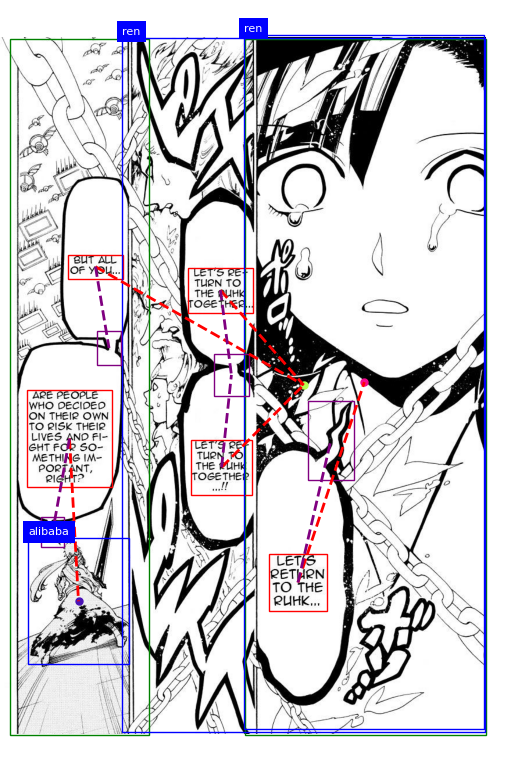 ren
ren
ポロ…
LET'S
RETURN
TO THE
RUHK...
LET'S RE-
TURN TO
THE RUHK
TOGETHER...
LET'S RE-
TURN TO
THE RUHK
TOGETHER
...!!
BUT ALL
OF YOU...
ARE PEOPLE
WHO DECIDED
ON THEIR OWN
TO RISK THEIR
LIVES AND FI-
GHT FOR SO-
METHING IM-
PORTANT,
RIGHT?
alibaba